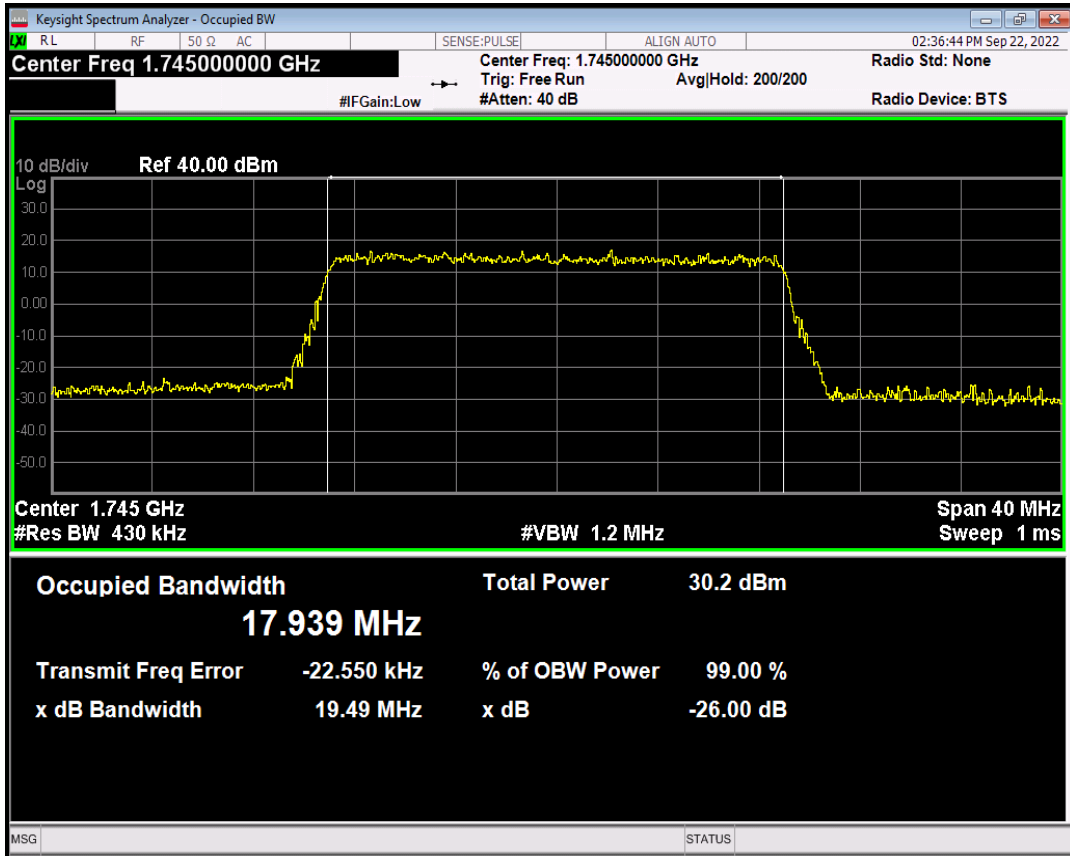 Keysight Spectrum Analyzer - Occupied BW
LXI RL RF 50 Ω AC SENSE:PULSE ALIGN AUTO 02:36:44 PM Sep 22, 2022
Center Freq 1.745000000 GHz Center Freq: 1.745000000 GHz Radio Std: None
Trig: Free Run Avg|Hold: 200/200
#IFGain:Low #Atten: 40 dB Radio Device: BTS
10 dB/div Ref 40.00 dBm
Log
30.0
20.0
10.0
0.00
-10.0
-20.0
-30.0
-40.0
-50.0
Center 1.745 GHz Span 40 MHz
#Res BW 430 kHz #VBW 1.2 MHz Sweep 1 ms
Occupied Bandwidth Total Power 30.2 dBm
17.939 MHz
Transmit Freq Error -22.550 kHz % of OBW Power 99.00 %
x dB Bandwidth 19.49 MHz x dB -26.00 dB
MSG STATUS